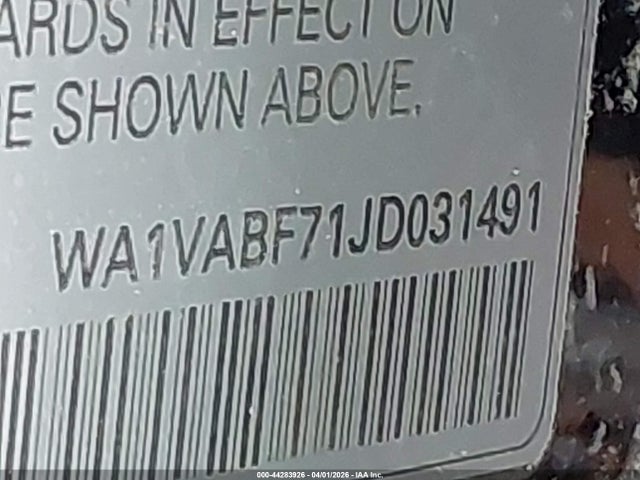 ARDS IN EFFECT ON
E SHOWN ABOVE.
WA1VABF71JD031491
000-44283926 - 04/01/2026 - IAA Inc.